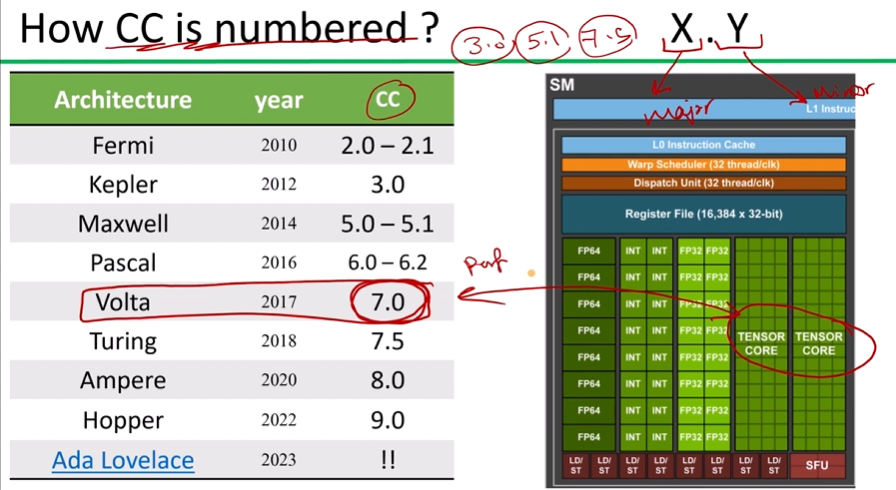 How CC is numbered ?
3.0 5.1 7.5
X . Y
Major
Minor
Architecture year CC
Fermi 2010 2.0 – 2.1
Kepler 2012 3.0
Maxwell 2014 5.0 – 5.1
Pascal 2016 6.0 – 6.2
Volta 2017 7.0
Turing 2018 7.5
Ampere 2020 8.0
Hopper 2022 9.0
Ada Lovelace 2023 !!
Perf
SM
L1 Instruc
L0 Instruction Cache
Warp Scheduler (32 thread/clk)
Dispatch Unit (32 thread/clk)
Register File (16,384 x 32-bit)
FP64 INT INT FP32 FP32
FP64 INT INT FP32 FP32
FP64 INT INT FP32 FP32
FP64 INT INT FP32 FP32
TENSOR TENSOR
CORE CORE
FP64 INT INT FP32 FP32
FP64 INT INT FP32 FP32
FP64 INT INT FP32 FP32
FP64 INT INT FP32 FP32
LD/ LD/ LD/ LD/ LD/ LD/ LD/ LD/
ST ST ST ST ST ST ST ST
SFU